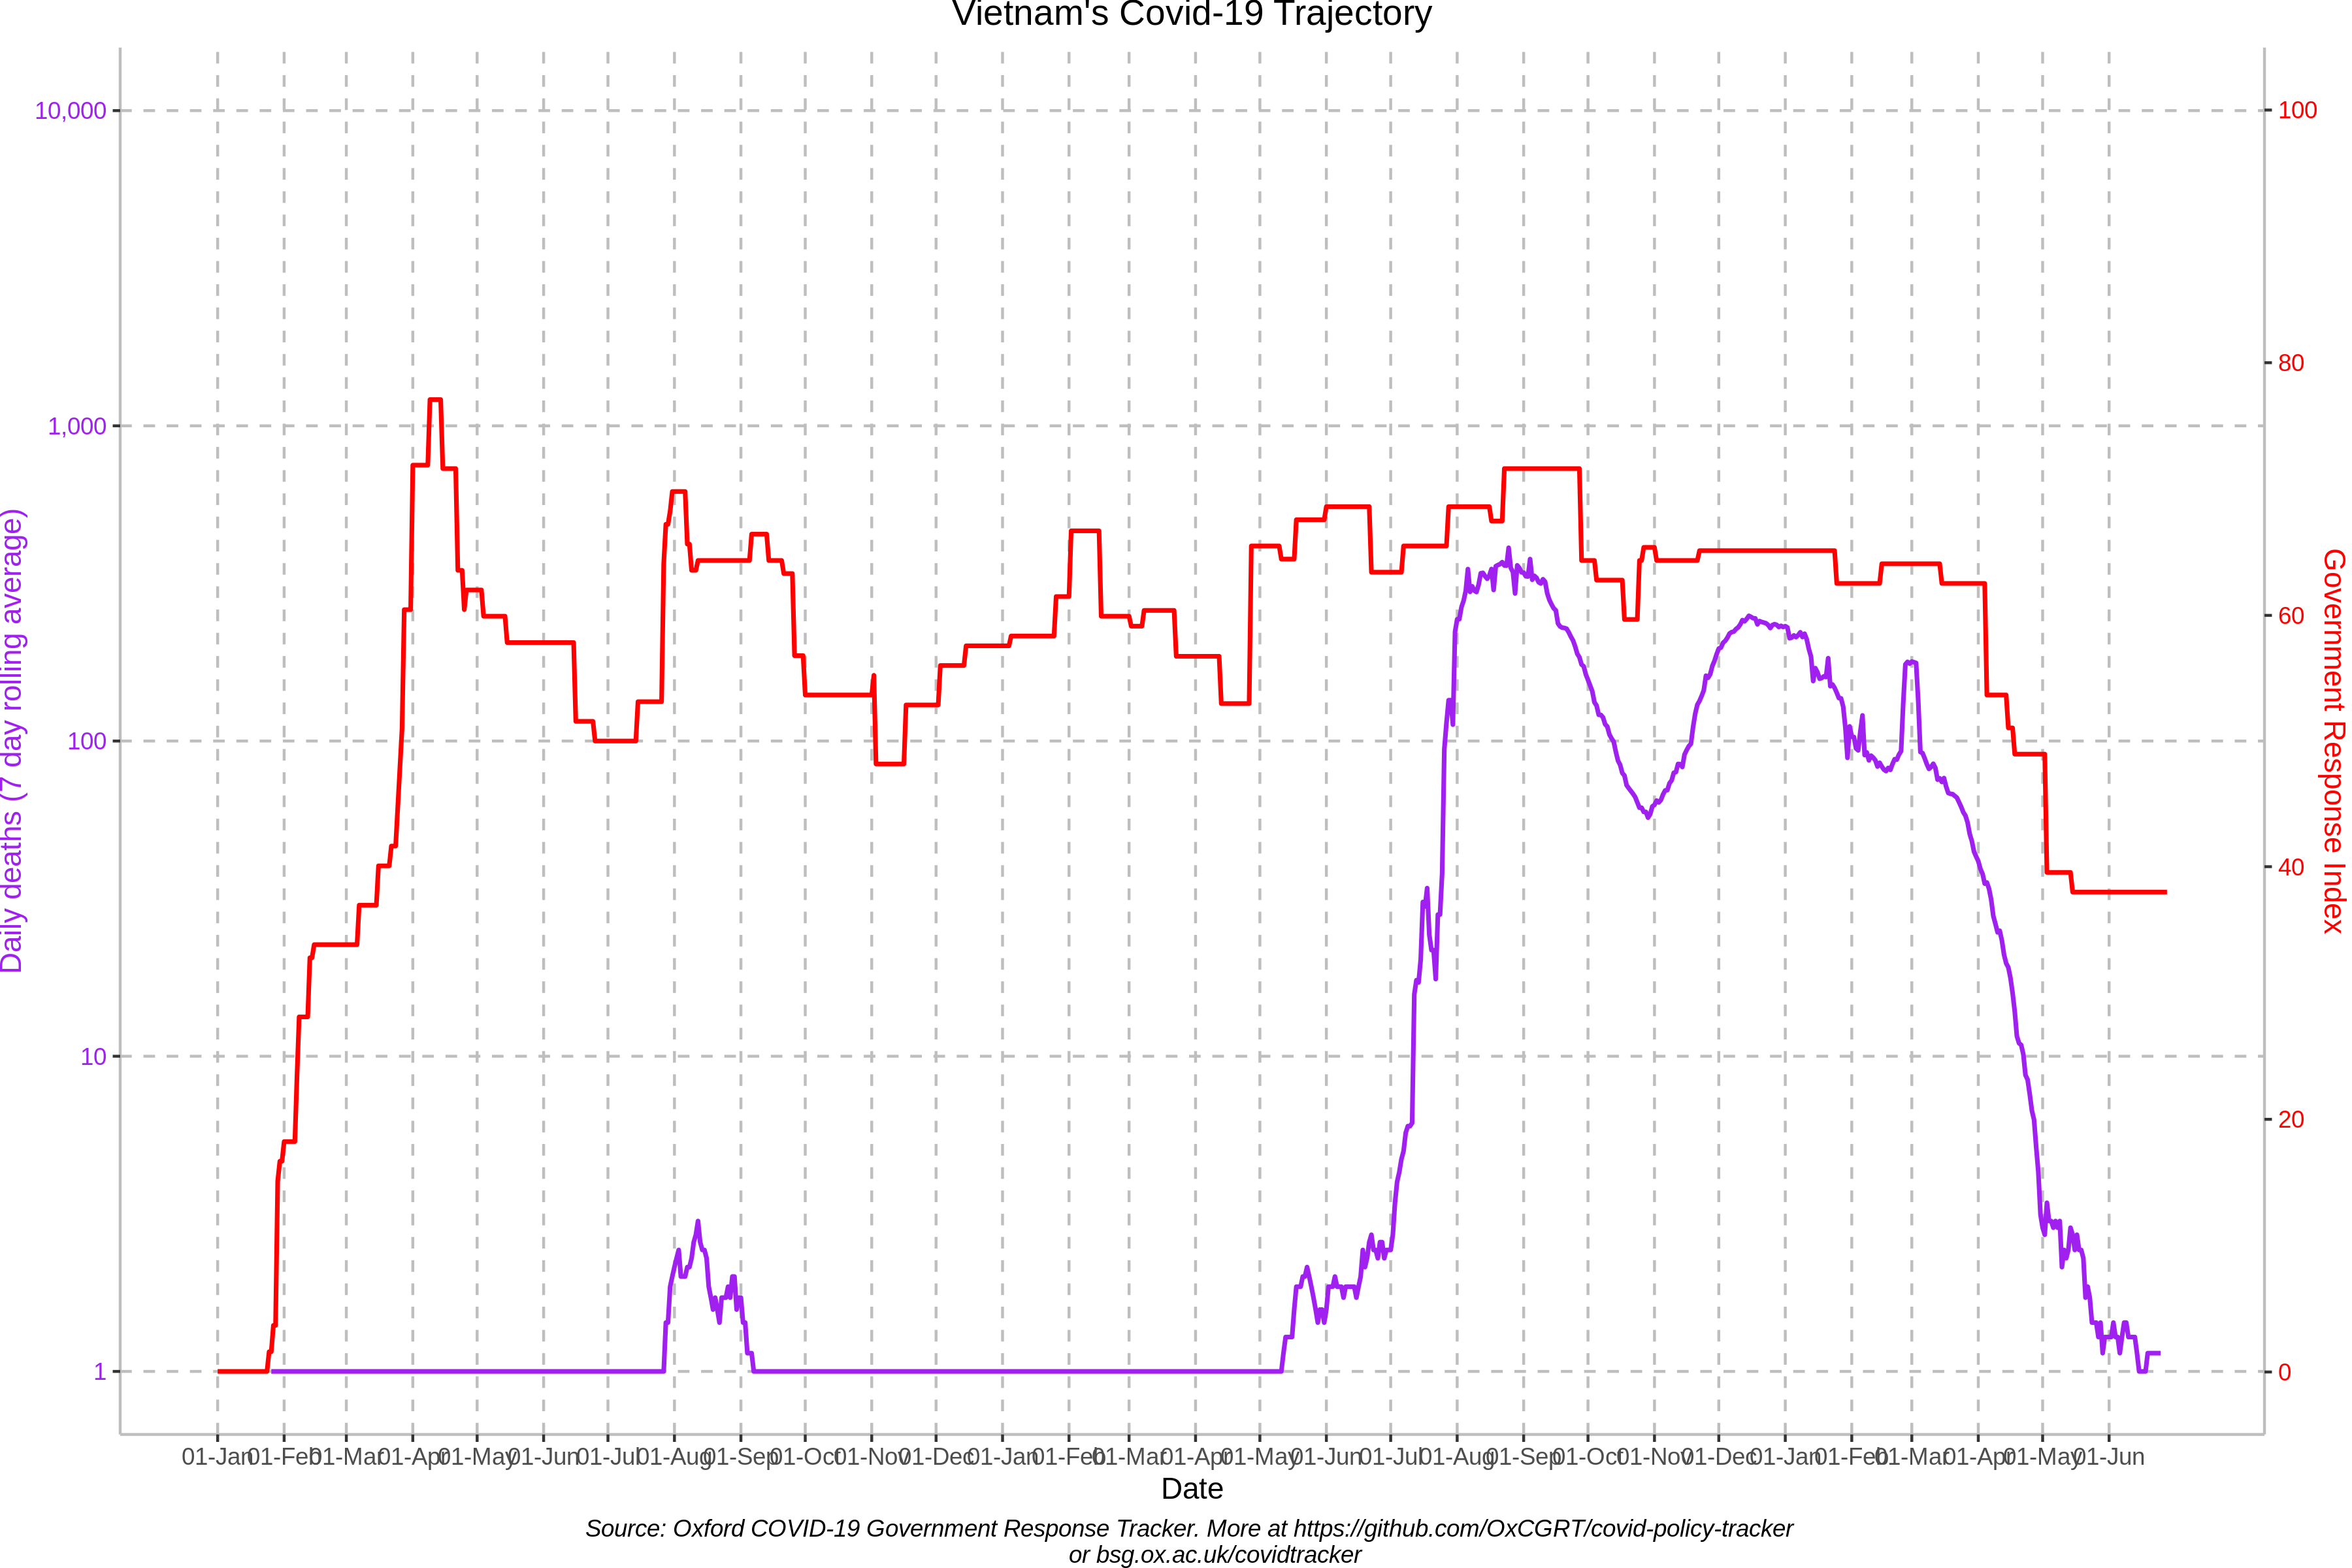 Vietnam's Covid-19 Trajectory
10,000
1,000
100
10
1
Daily deaths (7 day rolling average)
100
80
60
40
20
0
Government Response Index
01-Jan 01-Feb 01-Mar 01-Apr 01-May 01-Jun 01-Jul 01-Aug 01-Sep 01-Oct 01-Nov 01-Dec 01-Jan 01-Feb 01-Mar 01-Apr 01-May 01-Jun 01-Jul 01-Aug 01-Sep 01-Oct 01-Nov 01-Dec 01-Jan 01-Feb 01-Mar 01-Apr 01-May 01-Jun
Date
Source: Oxford COVID-19 Government Response Tracker. More at https://github.com/OxCGRT/covid-policy-tracker
or bsg.ox.ac.uk/covidtracker